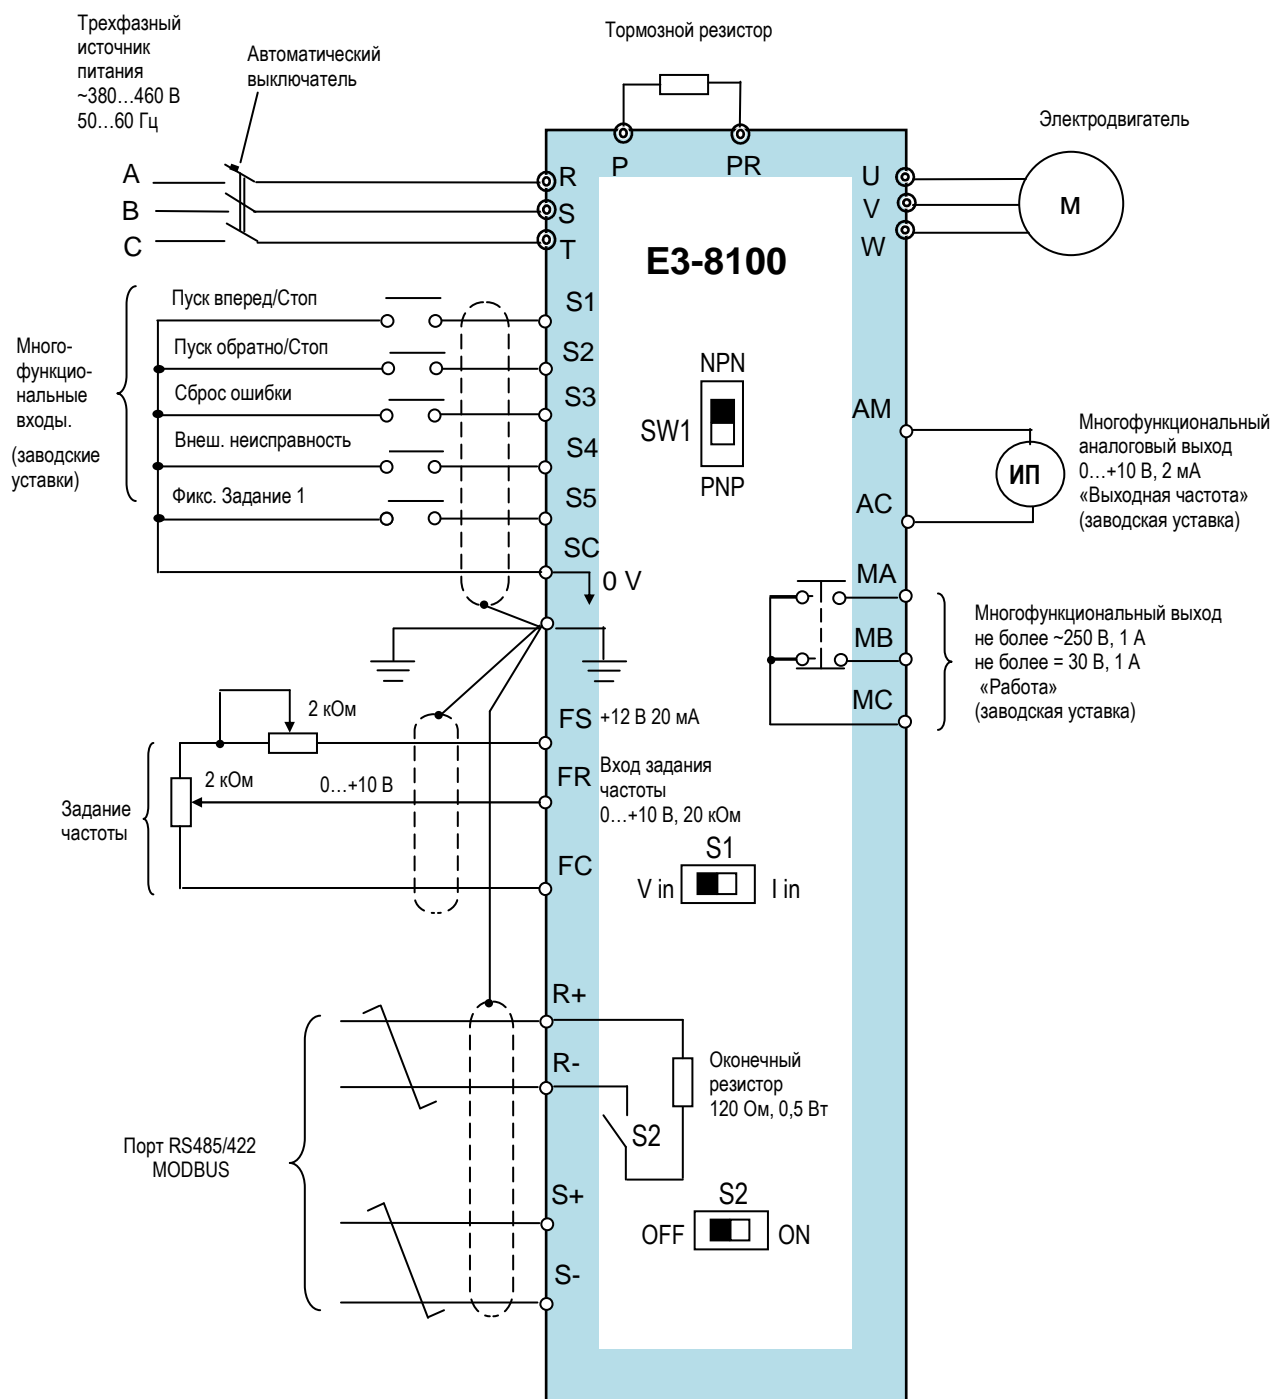 Трехфазный
источник
питания
~380…460 В
50…60 Гц
Автоматический
выключатель
Тормозной резистор
Электродвигатель
P
PR
A
B
C
R
S
T
U
V
W
M
E3-8100
Много-
функцио-
нальные
входы.
(заводские
уставки)
Пуск вперед/Стоп
S1
Пуск обратно/Стоп
S2
Сброс ошибки
S3
Внеш. неисправность
S4
Фикс. Задание 1
S5
SC
0 V
NPN
SW1
PNP
AM
AC
ИП
Многофункциональный
аналоговый выход
0…+10 В, 2 мА
«Выходная частота»
(заводская уставка)
MA
MB
MC
Многофункциональный выход
не более ~250 В, 1 А
не более = 30 В, 1 А
«Работа»
(заводская уставка)
2 кОм
FS
+12 В 20 мА
Задание
частоты
2 кОм
0…+10 В
FR
Вход задания
частоты
0…+10 В, 20 кОм
FC
S1
V in
I in
Порт RS485/422
MODBUS
R+
R-
S2
Оконечный
резистор
120 Ом, 0,5 Вт
S+
S-
S2
OFF
ON